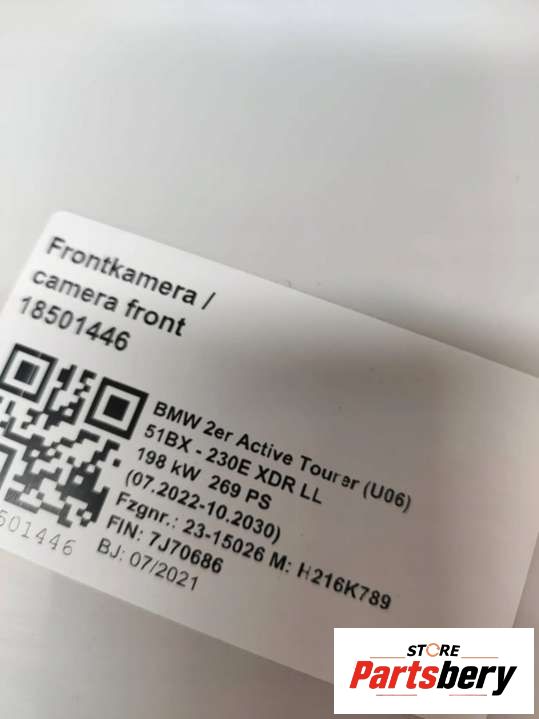 Frontkamera /
camera front
18501446
BMW 2er Active Tourer (U06)
51BX - 230E XDR LL
198 kW 269 PS
(07.2022-10.2030)
Fzgnr.: 23-15026 M: H216K789
FIN: 7J70686
BJ: 07/2021
501446
STORE
Partsbery